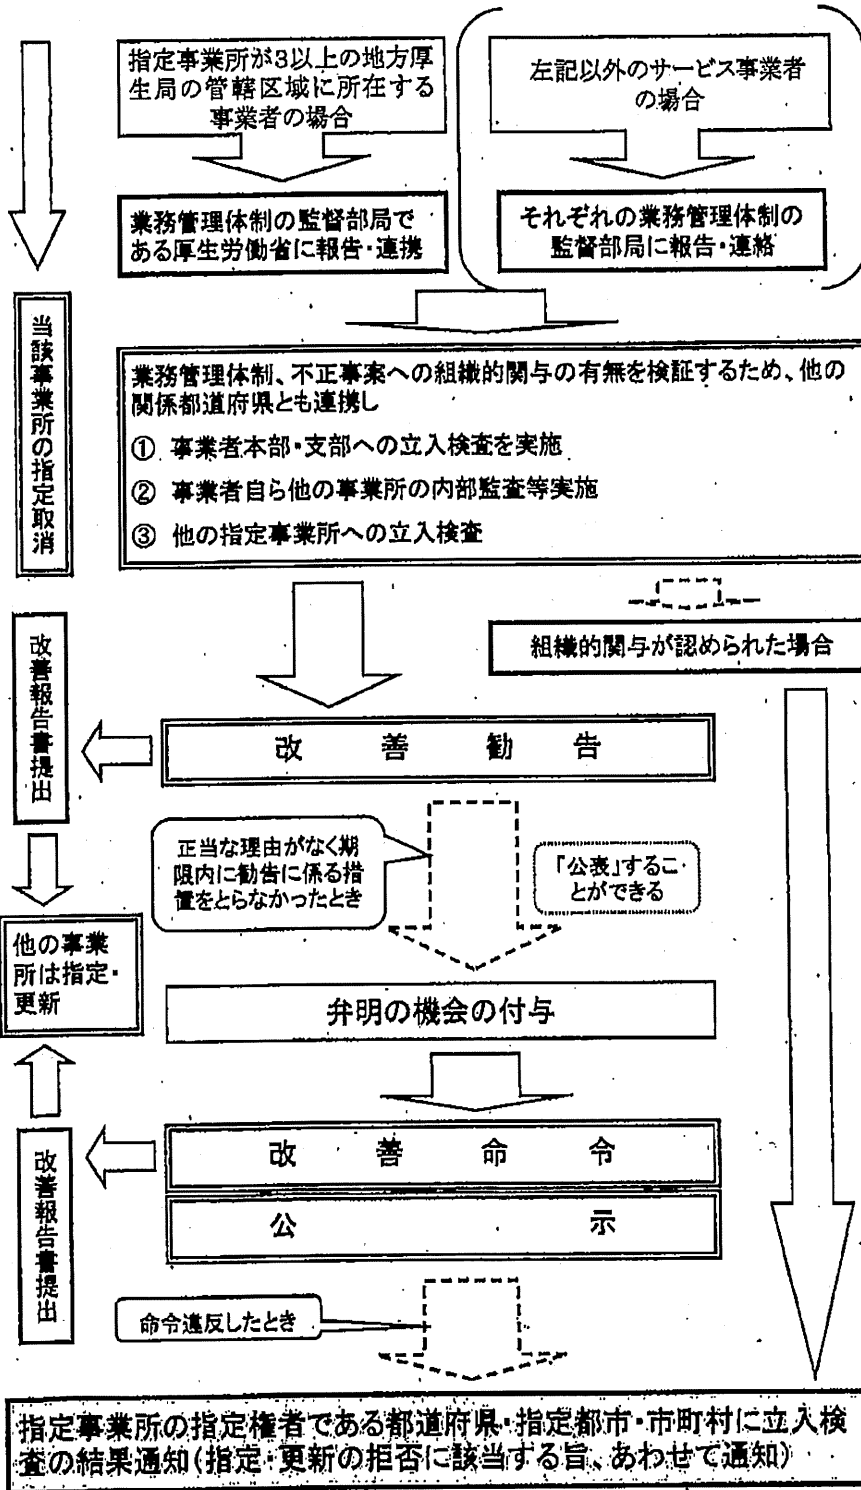 指定事業所が3以上の地方厚
生局の管轄区域に所在する
事業者の場合
左記以外のサービス事業者
の場合
業務管理体制の監督部局で
ある厚生労働省に報告・連携
それぞれの業務管理体制の
監督部局に報告・連絡
当該事業所の指定取消
業務管理体制、不正事案への組織的関与の有無を検証するため、他の
関係都道府県とも連携し
① 事業者本部・支部への立入検査を実施
② 事業者自ら他の事業所の内部監査等実施
③ 他の指定事業所への立入検査
組織的関与が認められた場合
改善報告書提出
改善勧告
正当な理由がなく期
限内に勧告に係る措
置をとらなかったとき
「公表」するこ
とができる
他の事業
所は指定・
更新
弁明の機会の付与
改善命令
公示
改善報告書提出
命令違反したとき
指定事業所の指定権者である都道府県・指定都市・市町村に立入検
査の結果通知(指定・更新の拒否に該当する旨、あわせて通知)